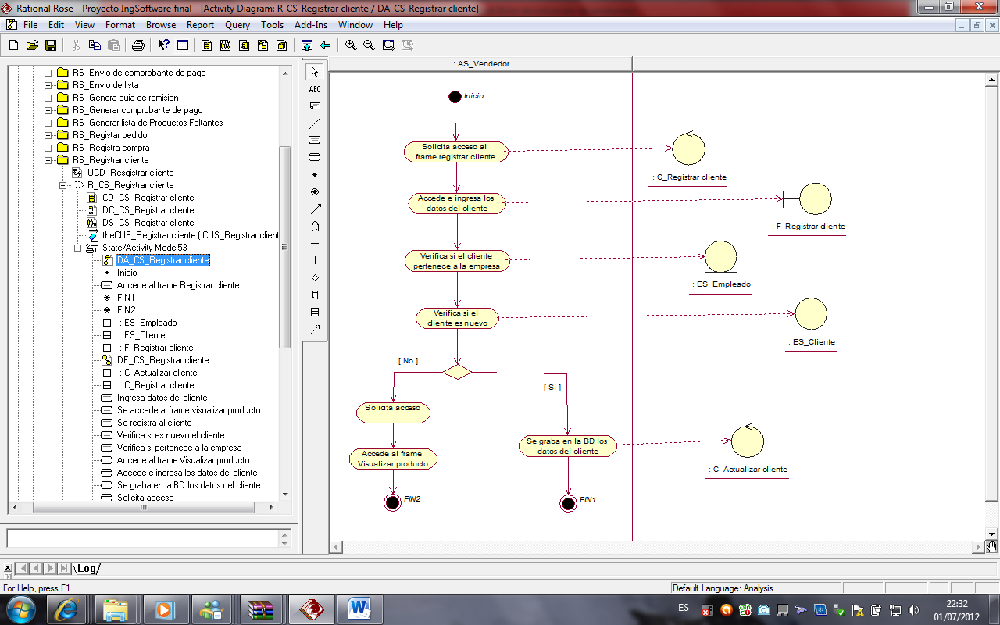 Rational Rose - Proyecto IngSoftware final - [Activity Diagram: R_CS_Registrar cliente / DA_CS_Registrar cliente]
File Edit View Format Browse Report Query Tools Add-Ins Window Help
RS_Envio de comprobante de pago
RS_Envio de lista
RS_Genera guia de remision
RS_Generar comprobante de pago
RS_Generar lista de Productos Faltantes
RS_Registar pedido
RS_Registra compra
RS_Registrar cliente
UCD_Resgistrar cliente
R_CS_Registrar cliente
CD_CS_Registrar cliente
DC_CS_Registrar cliente
DS_CS_Registrar cliente
theCUS_Registrar cliente ( CUS_Registrar client
State/Activity Model53
DA_CS_Registrar cliente
Inicio
Accede al frame Registrar cliente
FIN1
FIN2
: ES_Empleado
: ES_Cliente
: F_Registrar cliente
DE_CS_Registrar cliente
: C_Actualizar cliente
: C_Registrar cliente
Ingresa datos del cliente
Se accede al frame visualizar producto
Se registra al cliente
Verifica si es nuevo el cliente
Verifica si pertenece a la empresa
Accede al frame Visualizar producto
Accede e ingresa los datos del cliente
Se graba en la BD los datos del cliente
Solicita acceso
ABC
: AS_Vendedor
Inicio
Solicita acceso al
frame registrar cliente
: C_Registrar cliente
Accede e ingresa los
datos del cliente
: F_Registrar cliente
Verifica si el cliente
pertenece a la empresa
: ES_Empleado
Verifica si el
cliente es nuevo
: ES_Cliente
[ No ]
[ Si ]
Solicita acceso
Se graba en la BD los
datos del cliente
Accede al frame
Visualizar producto
: C_Actualizar cliente
FIN2
FIN1
Log
For Help, press F1
Default Language: Analysis
ES
22:32
01/07/2012